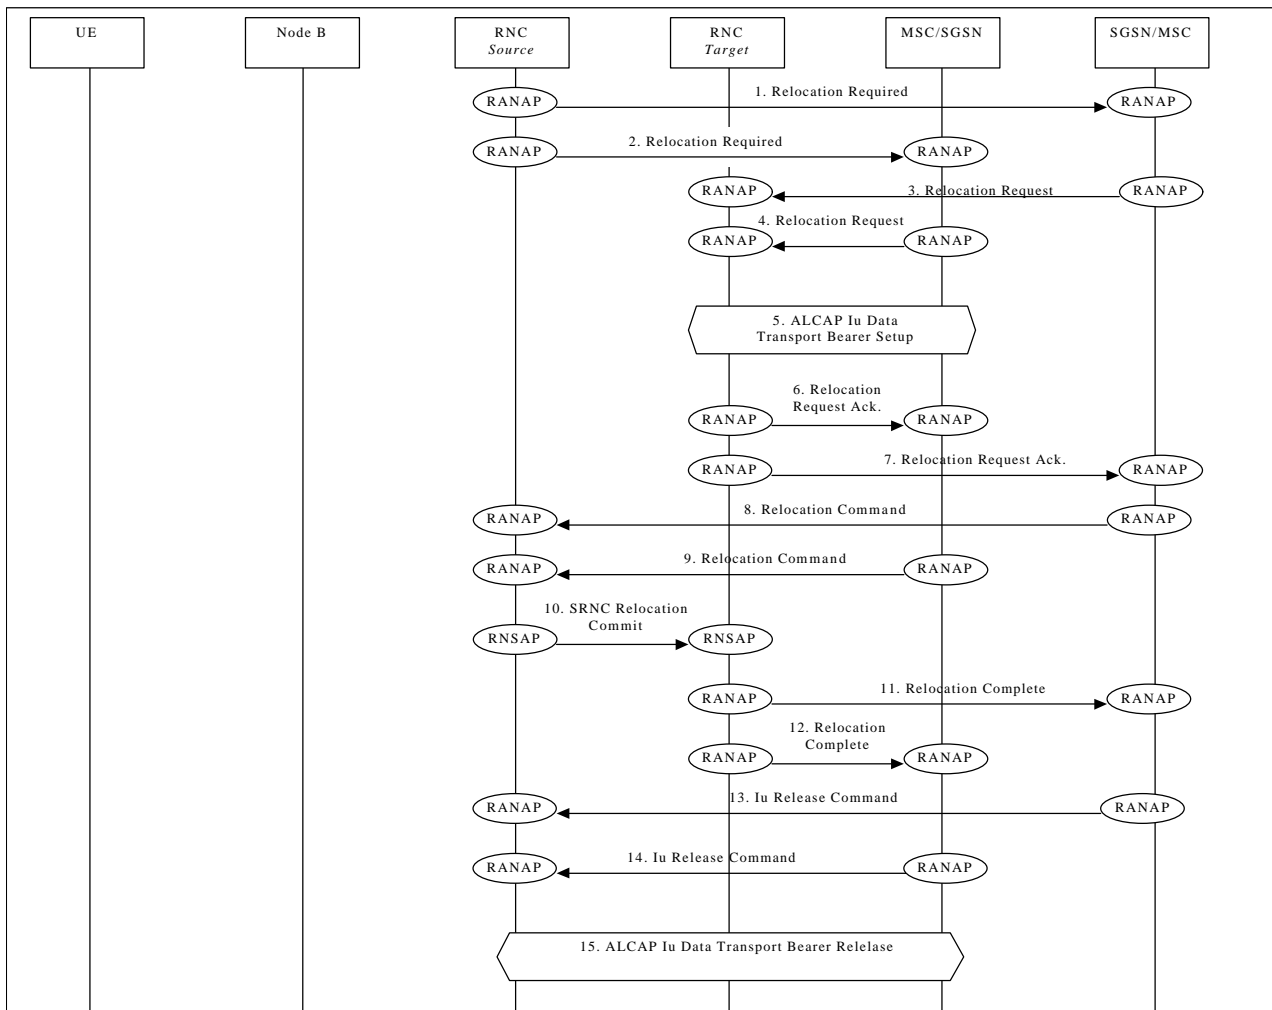 UE
Node B
RNC
Source
RNC
Target
MSC/SGSN
SGSN/MSC
RANAP
1. Relocation Required
RANAP
RANAP
2. Relocation Required
RANAP
RANAP
3. Relocation Request
RANAP
4. Relocation Request
RANAP
RANAP
5. ALCAP Iu Data
Transport Bearer Setup
6. Relocation
Request Ack.
RANAP
RANAP
RANAP
7. Relocation Request Ack.
RANAP
RANAP
8. Relocation Command
RANAP
RANAP
9. Relocation Command
RANAP
10. SRNC Relocation
Commit
RNSAP
RNSAP
RANAP
11. Relocation Complete
RANAP
12. Relocation
Complete
RANAP
RANAP
RANAP
13. Iu Release Command
RANAP
RANAP
14. Iu Release Command
RANAP
15. ALCAP Iu Data Transport Bearer Relelase